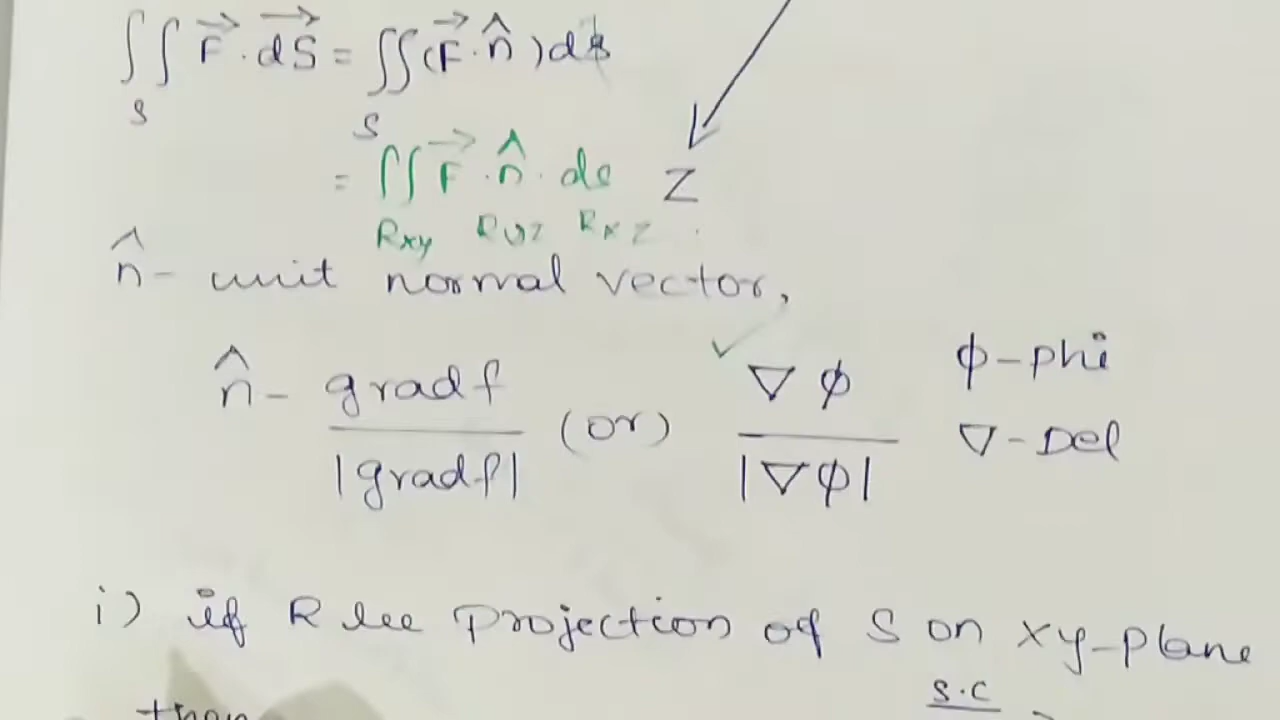 ∫∫ F⃗ . dS⃗ = ∫∫ (F⃗ . n̂) ds
S S
= ∫∫ F⃗ . n̂ . ds Z
Rxy Ryz Rxz
n̂ - unit normal vector,
n̂ - grad f / |grad f| (or) ∇ϕ / |∇ϕ| ϕ - phi
∇ - Del
i) if R be projection of S on xy-plane
then S.C